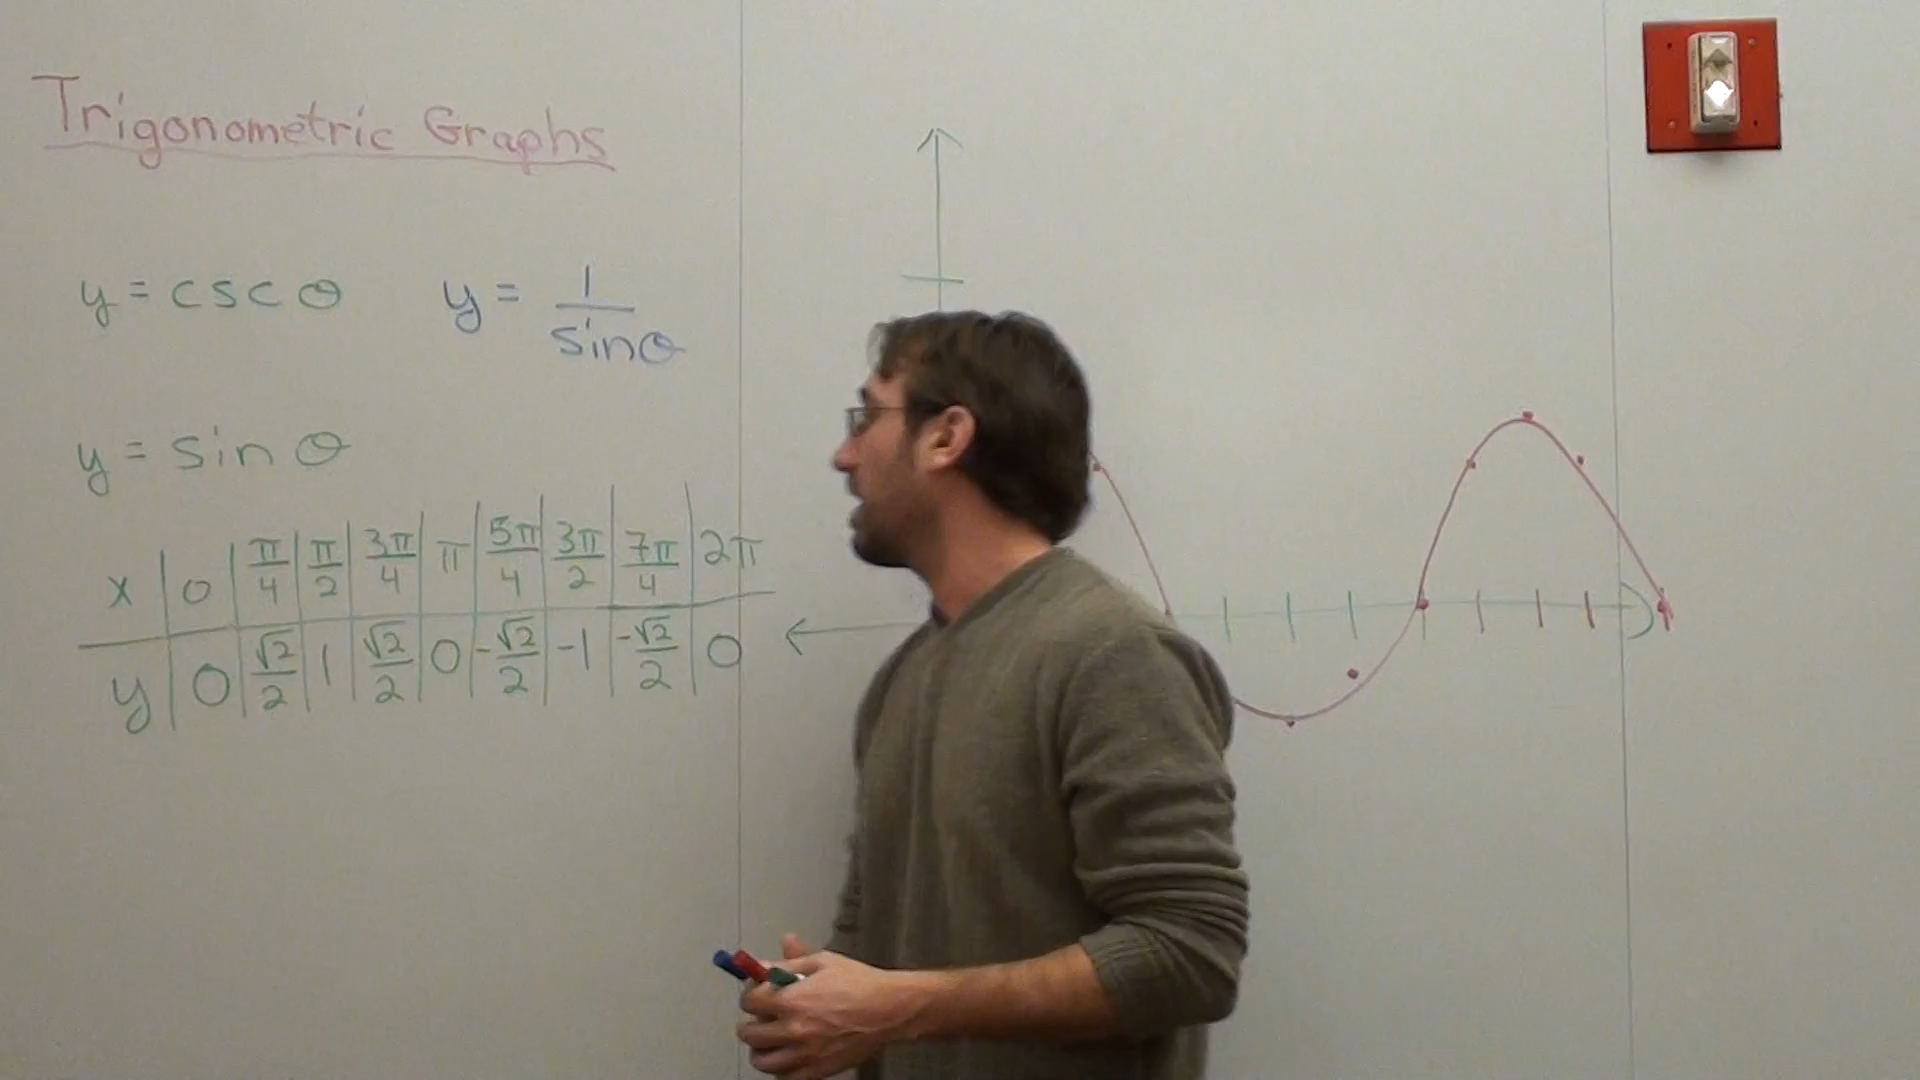 Trigonometric Graphs
y = csc θ
y = 1/sinθ
y = sin θ
x | 0 | π/4 | π/2 | 3π/4 | π | 5π/4 | 3π/2 | 7π/4 | 2π
y | 0 | √2/2 | 1 | √2/2 | 0 | -√2/2 | -1 | -√2/2 | 0